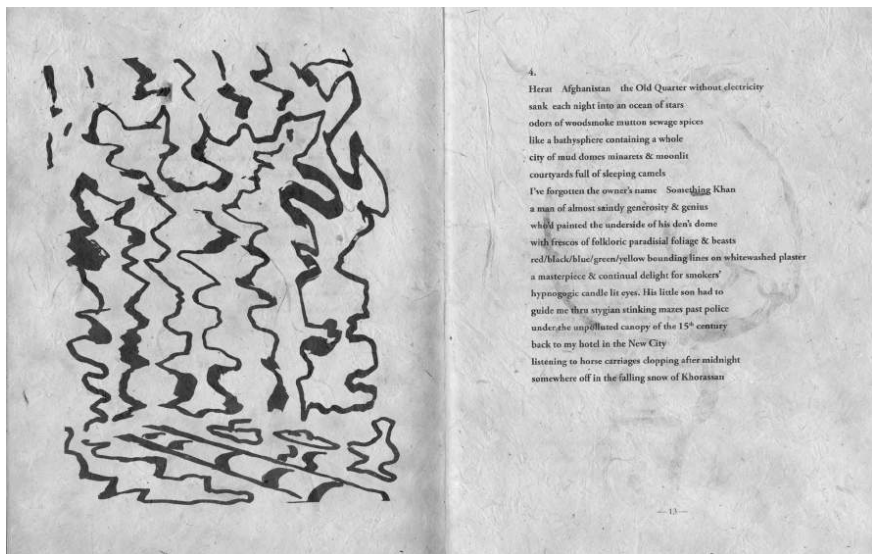 4.
Herat Afghanistan the Old Quarter without electricity
sank each night into an ocean of stars
odors of woodsmoke mutton sewage spices
like a bathysphere containing a whole
city of mud domes minarets & moonlit
courtyards full of sleeping camels
I've forgotten the owner's name Something Khan
a man of almost saintly generosity & genius
who'd painted the underside of his den's dome
with frescos of folkloric paradisial foliage & beasts
red/black/blue/green/yellow bounding lines on whitewashed plaster
a masterpiece & continual delight for smokers'
hypnogogic candle lit eyes. His little son had to
guide me thru stygian stinking mazes past police
under the unpolluted canopy of the 15th century
back to my hotel in the New City
listening to horse carriages clopping after midnight
somewhere off in the falling snow of Khorassan
— 13 —